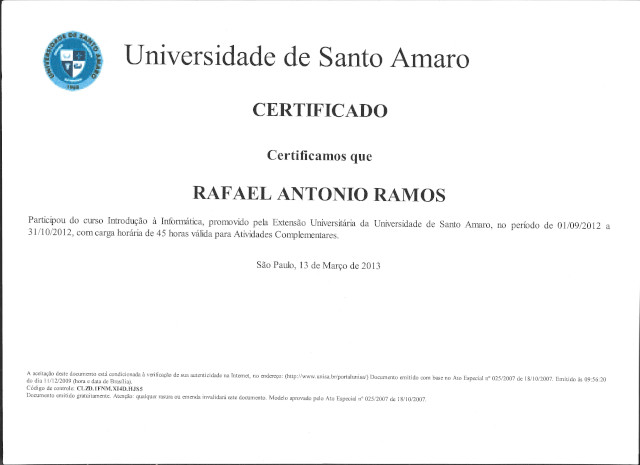 UNIVERSIDADE DE SANTO AMARO
1968
Universidade de Santo Amaro
CERTIFICADO
Certificamos que
RAFAEL ANTONIO RAMOS
Participou do curso Introdução à Informática, promovido pela Extensão Universitária da Universidade de Santo Amaro, no período de 01/09/2012 a
31/10/2012, com carga horária de 45 horas válida para Atividades Complementares.
São Paulo, 13 de Março de 2013
A aceitação deste documento está condicionada à verificação de sua autenticidade na Internet, no endereço: (http://www.unisa.br/portalunisa/) Documento emitido com base no Ato Especial nº 025/2007 de 18/10/2007. Emitido às 09:56:20
do dia 11/12/2009 (hora e data de Brasília).
Código de controle:
Documento emitido gratuitamente. Atenção: qualquer rasura ou emenda invalidará este documento. Modelo aprovado pelo Ato Especial nº 025/2007 de 18/10/2007.